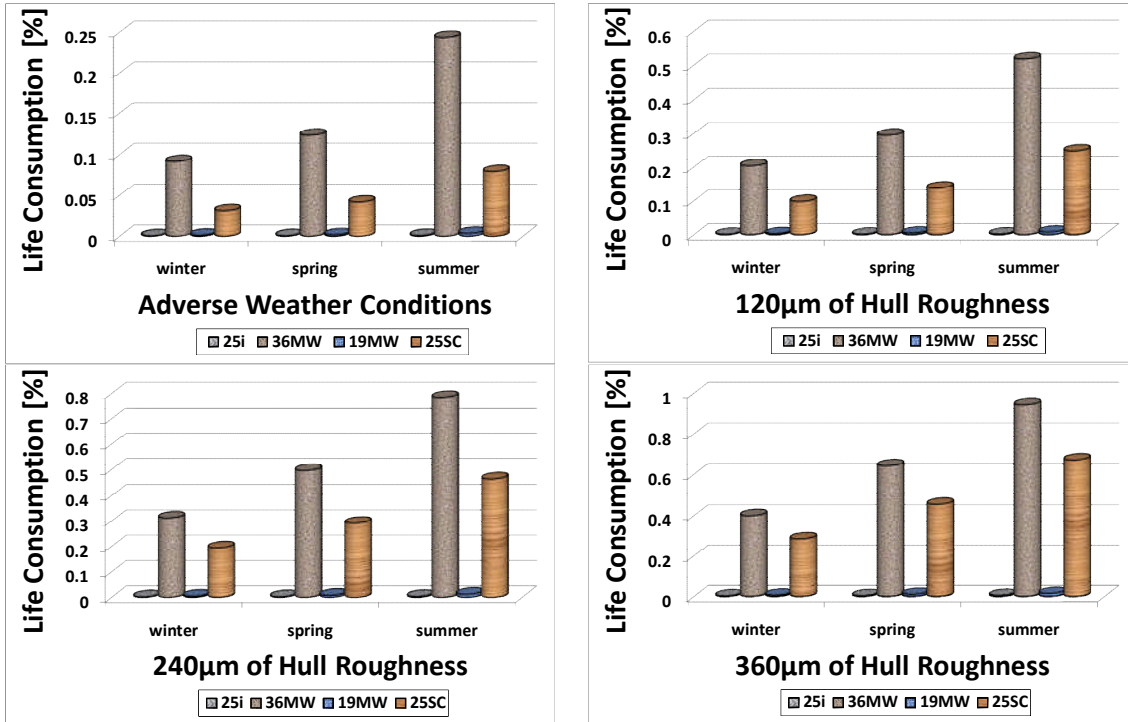 Life Consumption [%]
0.25
0.2
0.15
0.1
0.05
0
winter spring summer
Adverse Weather Conditions
25i 36MW 19MW 25SC
Life Consumption [%]
0.6
0.5
0.4
0.3
0.2
0.1
0
winter spring summer
120µm of Hull Roughness
25i 36MW 19MW 25SC
Life Consumption [%]
0.8
0.7
0.6
0.5
0.4
0.3
0.2
0.1
0
winter spring summer
240µm of Hull Roughness
25i 36MW 19MW 25SC
Life Consumption [%]
1
0.8
0.6
0.4
0.2
0
winter spring summer
360µm of Hull Roughness
25i 36MW 19MW 25SC